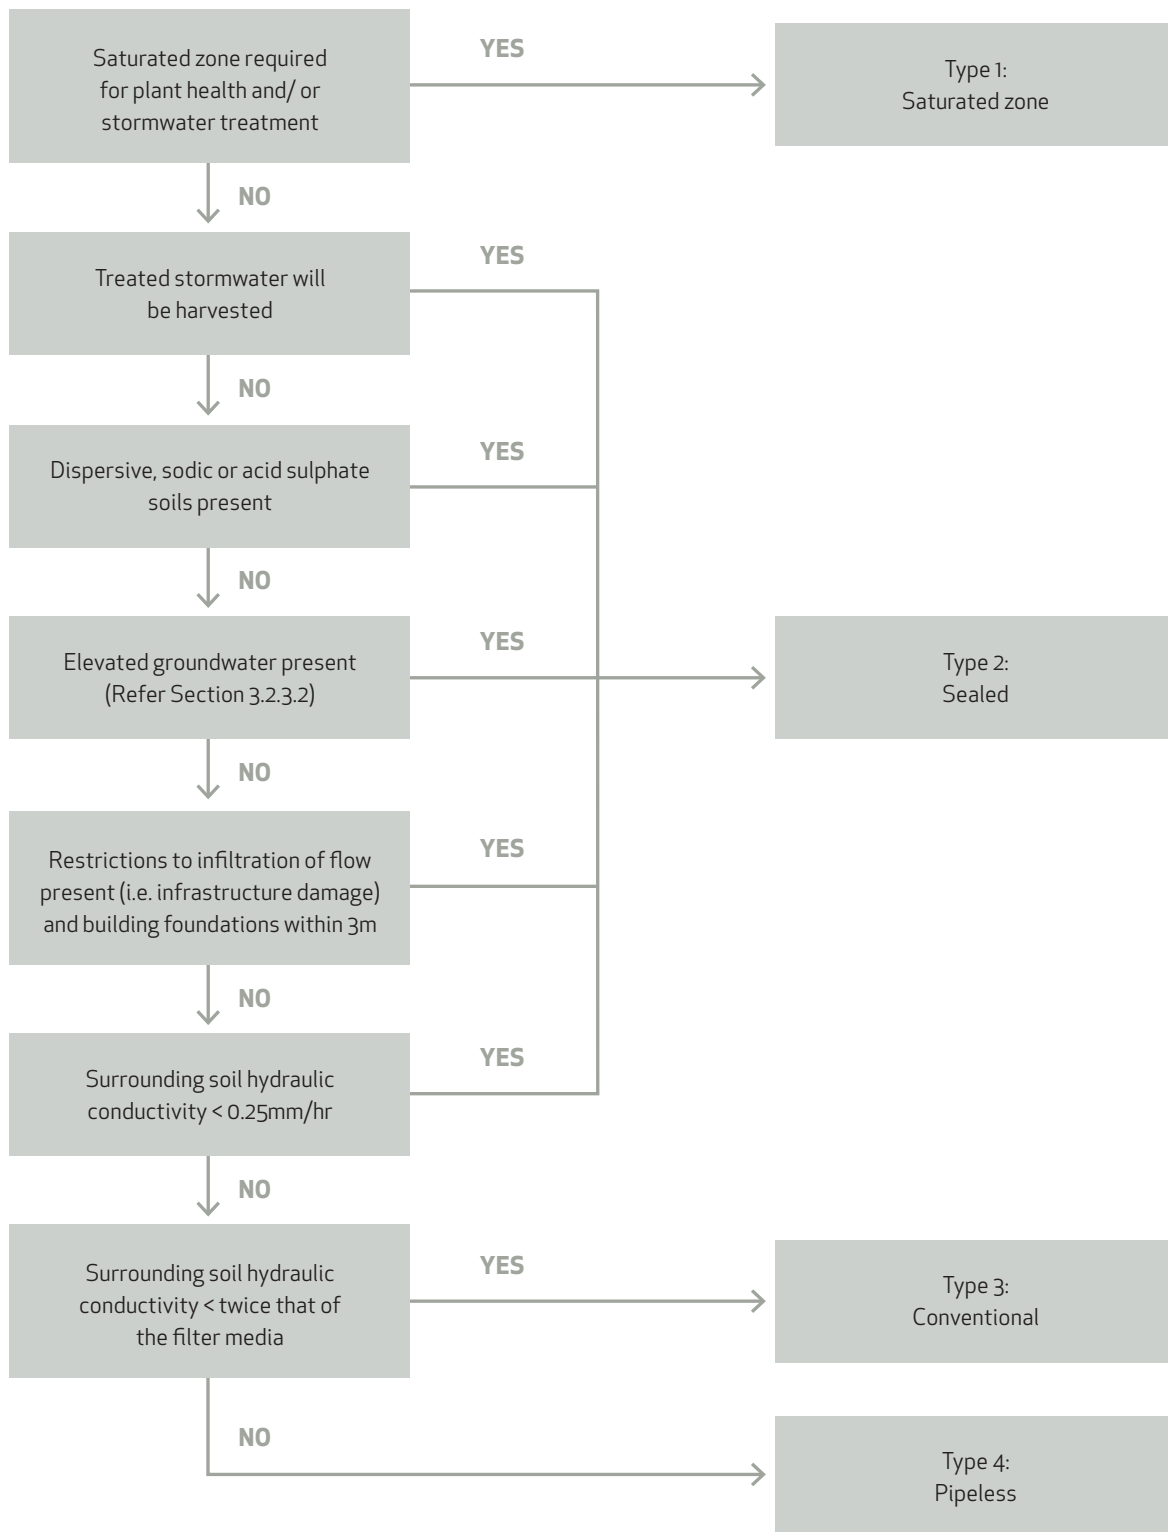 Saturated zone required
for plant health and/ or
stormwater treatment
YES
Type 1:
Saturated zone
NO
Treated stormwater will
be harvested
YES
NO
Dispersive, sodic or acid sulphate
soils present
YES
NO
Elevated groundwater present
(Refer Section 3.2.3.2)
YES
Type 2:
Sealed
NO
Restrictions to infiltration of flow
present (i.e. infrastructure damage)
and building foundations within 3m
YES
NO
Surrounding soil hydraulic
conductivity < 0.25mm/hr
YES
NO
Surrounding soil hydraulic
conductivity < twice that of
the filter media
YES
Type 3:
Conventional
NO
Type 4:
Pipeless